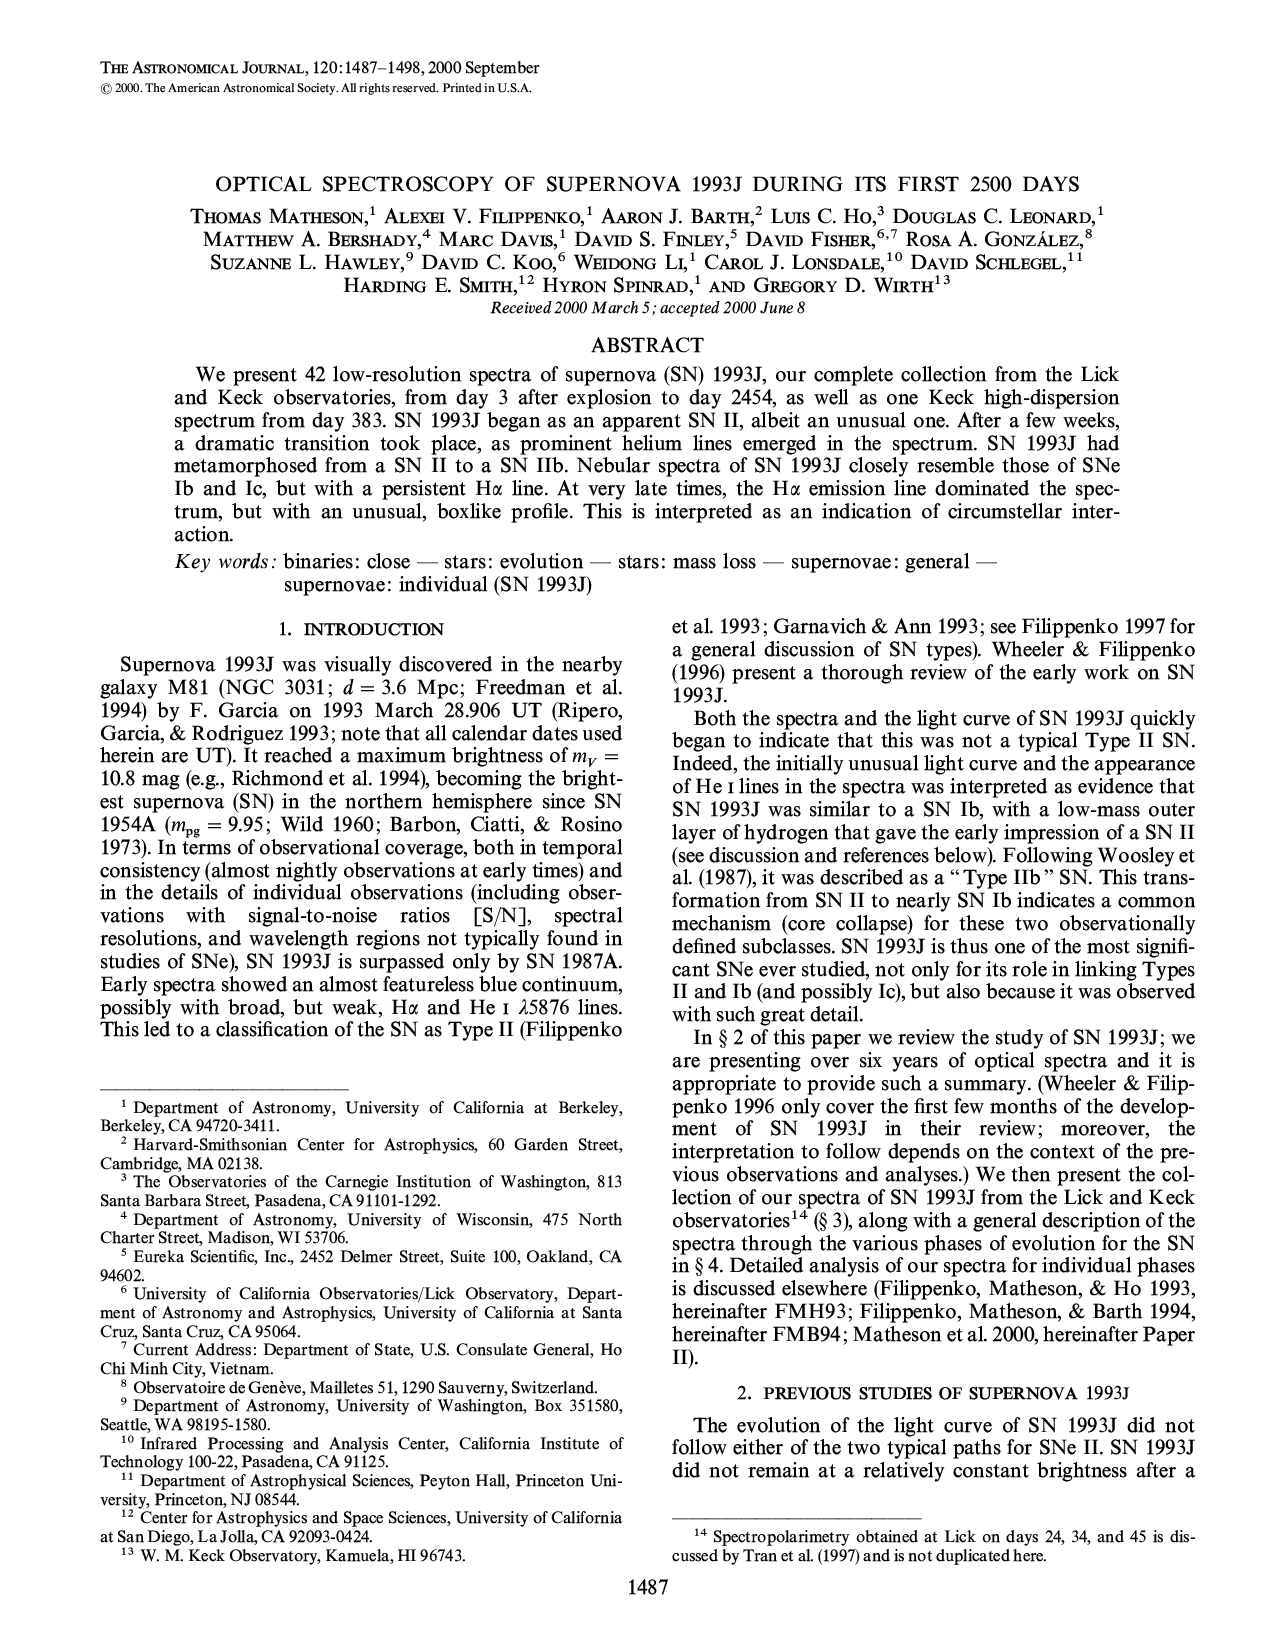 THE ASTRONOMICAL JOURNAL, 120:1487–1498, 2000 September
© 2000. The American Astronomical Society. All rights reserved. Printed in U.S.A.
OPTICAL SPECTROSCOPY OF SUPERNOVA 1993J DURING ITS FIRST 2500 DAYS
THOMAS MATHESON,1 ALEXEI V. FILIPPENKO,1 AARON J. BARTH,2 LUIS C. HO,3 DOUGLAS C. LEONARD,1
MATTHEW A. BERSHADY,4 MARC DAVIS,1 DAVID S. FINLEY,5 DAVID FISHER,6,7 ROSA A. GONZÁLEZ,8
SUZANNE L. HAWLEY,9 DAVID C. KOO,6 WEIDONG LI,1 CAROL J. LONSDALE,10 DAVID SCHLEGEL,11
HARDING E. SMITH,12 HYRON SPINRAD,1 AND GREGORY D. WIRTH13
Received 2000 March 5; accepted 2000 June 8
ABSTRACT
We present 42 low-resolution spectra of supernova (SN) 1993J, our complete collection from the Lick
and Keck observatories, from day 3 after explosion to day 2454, as well as one Keck high-dispersion
spectrum from day 383. SN 1993J began as an apparent SN II, albeit an unusual one. After a few weeks,
a dramatic transition took place, as prominent helium lines emerged in the spectrum. SN 1993J had
metamorphosed from a SN II to a SN IIb. Nebular spectra of SN 1993J closely resemble those of SNe
Ib and Ic, but with a persistent Hα line. At very late times, the Hα emission line dominated the spec-
trum, but with an unusual, boxlike profile. This is interpreted as an indication of circumstellar inter-
action.
Key words: binaries: close — stars: evolution — stars: mass loss — supernovae: general —
supernovae: individual (SN 1993J)
1. INTRODUCTION
Supernova 1993J was visually discovered in the nearby
galaxy M81 (NGC 3031; d = 3.6 Mpc; Freedman et al.
1994) by F. Garcia on 1993 March 28.906 UT (Ripero,
Garcia, & Rodriguez 1993; note that all calendar dates used
herein are UT). It reached a maximum brightness of mV =
10.8 mag (e.g., Richmond et al. 1994), becoming the bright-
est supernova (SN) in the northern hemisphere since SN
1954A (mpg = 9.95; Wild 1960; Barbon, Ciatti, & Rosino
1973). In terms of observational coverage, both in temporal
consistency (almost nightly observations at early times) and
in the details of individual observations (including obser-
vations with signal-to-noise ratios [S/N], spectral
resolutions, and wavelength regions not typically found in
studies of SNe), SN 1993J is surpassed only by SN 1987A.
Early spectra showed an almost featureless blue continuum,
possibly with broad, but weak, Hα and He I λ5876 lines.
This led to a classification of the SN as Type II (Filippenko
1 Department of Astronomy, University of California at Berkeley,
Berkeley, CA 94720-3411.
2 Harvard-Smithsonian Center for Astrophysics, 60 Garden Street,
Cambridge, MA 02138.
3 The Observatories of the Carnegie Institution of Washington, 813
Santa Barbara Street, Pasadena, CA 91101-1292.
4 Department of Astronomy, University of Wisconsin, 475 North
Charter Street, Madison, WI 53706.
5 Eureka Scientific, Inc., 2452 Delmer Street, Suite 100, Oakland, CA
94602.
6 University of California Observatories/Lick Observatory, Depart-
ment of Astronomy and Astrophysics, University of California at Santa
Cruz, Santa Cruz, CA 95064.
7 Current Address: Department of State, U.S. Consulate General, Ho
Chi Minh City, Vietnam.
8 Observatoire de Genève, Mailletes 51, 1290 Sauverny, Switzerland.
9 Department of Astronomy, University of Washington, Box 351580,
Seattle, WA 98195-1580.
10 Infrared Processing and Analysis Center, California Institute of
Technology 100-22, Pasadena, CA 91125.
11 Department of Astrophysical Sciences, Peyton Hall, Princeton Uni-
versity, Princeton, NJ 08544.
12 Center for Astrophysics and Space Sciences, University of California
at San Diego, La Jolla, CA 92093-0424.
13 W. M. Keck Observatory, Kamuela, HI 96743.
et al. 1993; Garnavich & Ann 1993; see Filippenko 1997 for
a general discussion of SN types). Wheeler & Filippenko
(1996) present a thorough review of the early work on SN
1993J.
Both the spectra and the light curve of SN 1993J quickly
began to indicate that this was not a typical Type II SN.
Indeed, the initially unusual light curve and the appearance
of He I lines in the spectra was interpreted as evidence that
SN 1993J was similar to a SN Ib, with a low-mass outer
layer of hydrogen that gave the early impression of a SN II
(see discussion and references below). Following Woosley et
al. (1987), it was described as a "Type IIb" SN. This trans-
formation from SN II to nearly SN Ib indicates a common
mechanism (core collapse) for these two observationally
defined subclasses. SN 1993J is thus one of the most signifi-
cant SNe ever studied, not only for its role in linking Types
II and Ib (and possibly Ic), but also because it was observed
with such great detail.
In § 2 of this paper we review the study of SN 1993J; we
are presenting over six years of optical spectra and it is
appropriate to provide such a summary. (Wheeler & Filip-
penko 1996 only cover the first few months of the develop-
ment of SN 1993J in their review; moreover, the
interpretation to follow depends on the context of the pre-
vious observations and analyses.) We then present the col-
lection of our spectra of SN 1993J from the Lick and Keck
observatories14 (§ 3), along with a general description of the
spectra through the various phases of evolution for the SN
in § 4. Detailed analysis of our spectra for individual phases
is discussed elsewhere (Filippenko, Matheson, & Ho 1993,
hereinafter FMH93; Filippenko, Matheson, & Barth 1994,
hereinafter FMB94; Matheson et al. 2000, hereinafter Paper
II).
2. PREVIOUS STUDIES OF SUPERNOVA 1993J
The evolution of the light curve of SN 1993J did not
follow either of the two typical paths for SNe II. SN 1993J
did not remain at a relatively constant brightness after a
14 Spectropolarimetry obtained at Lick on days 24, 34, and 45 is dis-
cussed by Tran et al. (1997) and is not duplicated here.
1487